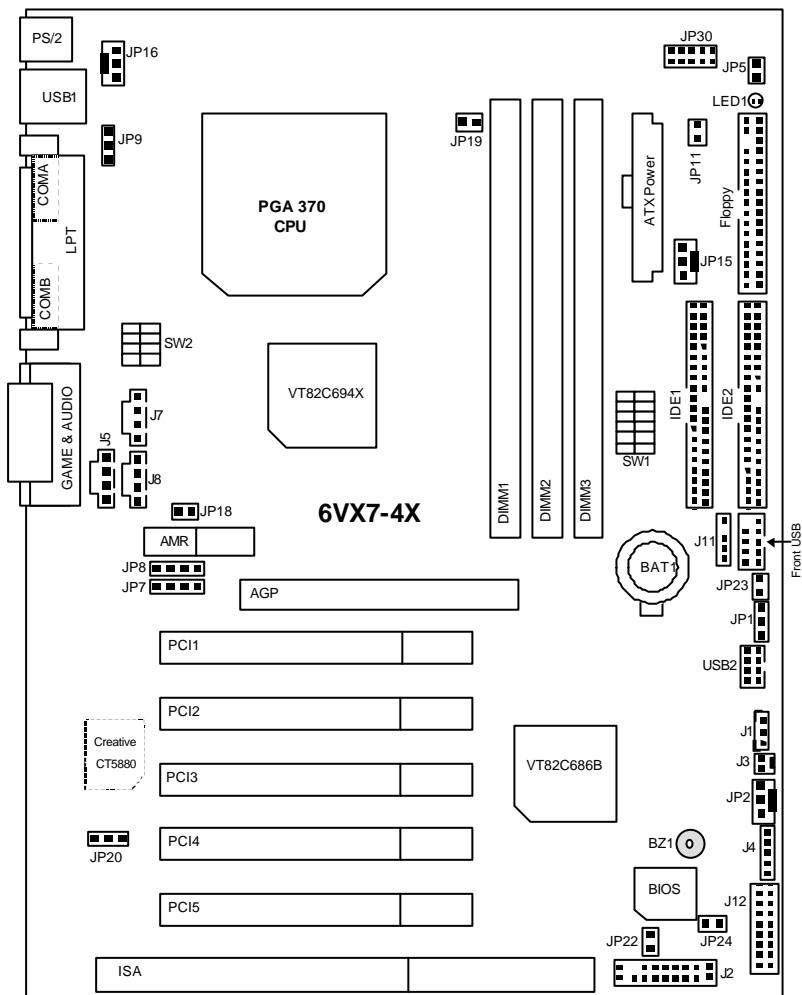 PS/2
JP16
JP30
JP5
USB1
LED1
JP9
JP19
JP11
COMA
PGA 370
CPU
ATX Power
Floppy
LPT
JP15
COMB
SW2
VT82C694X
IDE1
IDE2
GAME & AUDIO
J7
J5
J8
SW1
DIMM1
DIMM2
DIMM3
JP18
6VX7-4X
AMR
J11
Front USB
JP8
BAT1
JP7
AGP
JP23
JP1
PCI1
USB2
PCI2
J1
Creative
CT5880
VT82C686B
J3
PCI3
JP2
PCI4
BZ1
J4
JP20
BIOS
J12
PCI5
JP22
JP24
ISA
J2